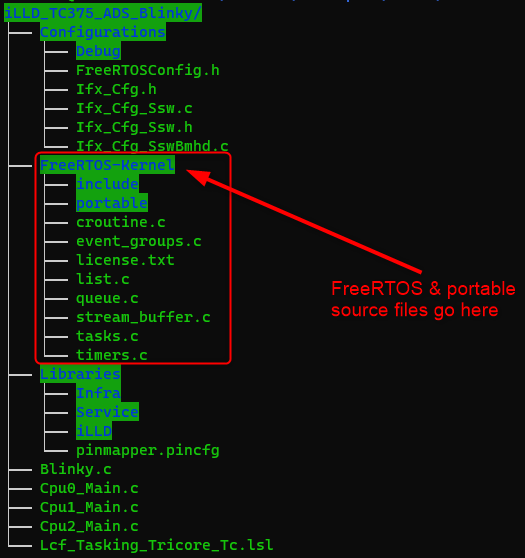 iLLD_TC375_ADS_Blinky/
Configurations
Debug
FreeRTOSConfig.h
Ifx_Cfg.h
Ifx_Cfg_Ssw.c
Ifx_Cfg_Ssw.h
Ifx_Cfg_SswBmhd.c
FreeRTOS-Kernel
include
portable
croutine.c
event_groups.c
license.txt
list.c
queue.c
stream_buffer.c
tasks.c
timers.c
FreeRTOS & portable
source files go here
Libraries
Infra
Service
iLLD
pinmapper.pincfg
Blinky.c
Cpu0_Main.c
Cpu1_Main.c
Cpu2_Main.c
Lcf_Tasking_Tricore_Tc.lsl